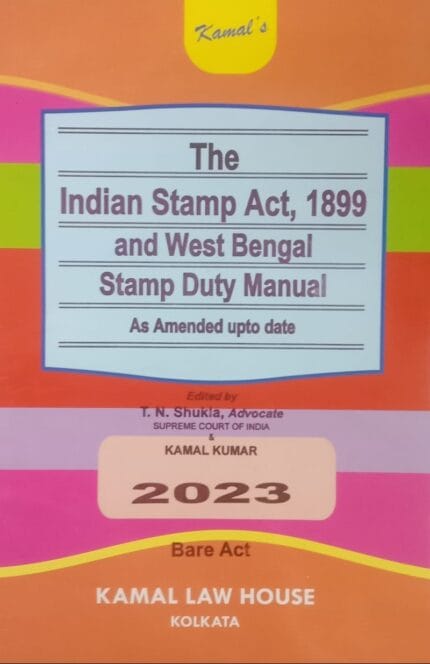 Kamal's
The
Indian Stamp Act, 1899
and West Bengal
Stamp Duty Manual
As Amended upto date
Edited by
T. N. Shukla, Advocate
SUPREME COURT OF INDIA
&
KAMAL KUMAR
2023
Bare Act
KAMAL LAW HOUSE
KOLKATA